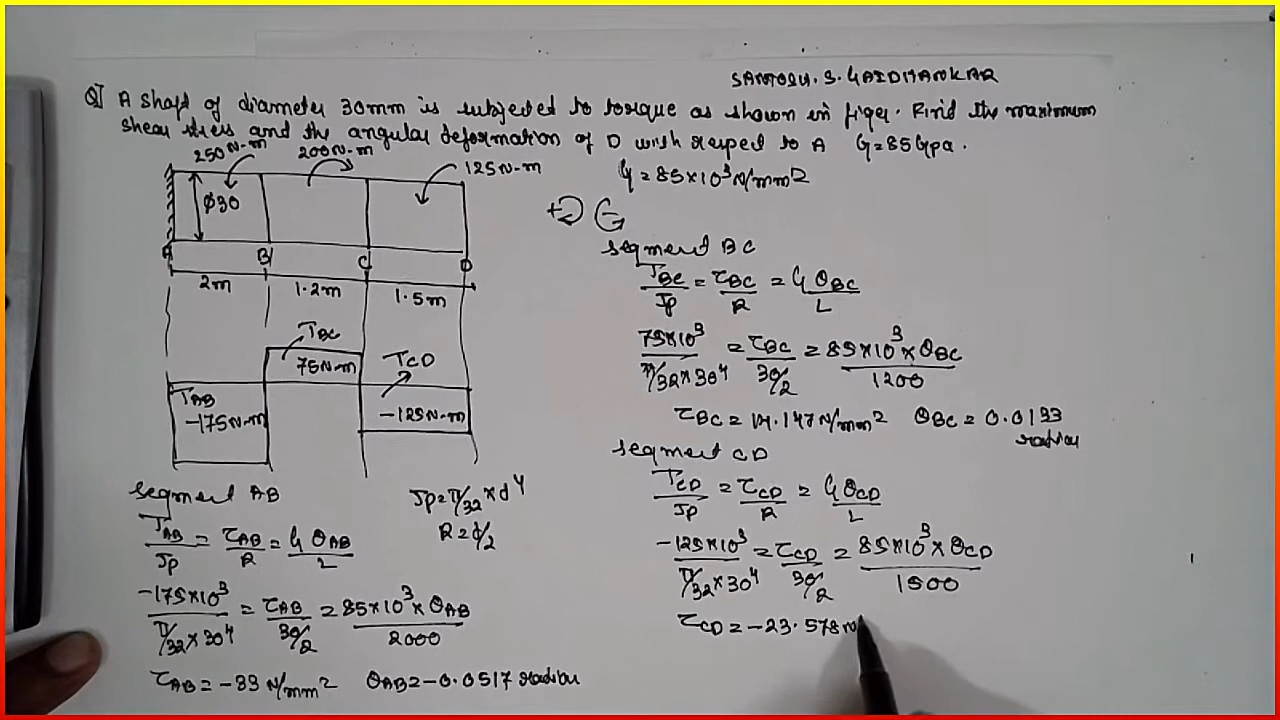 SANTOSH. S. GAIDHANKAR
Q] A shaft of diameter 30mm is subjected to torque as shown in figer. Find the maximum
shear stress and the angular deformation of D with respect to A G=85Gpa.
250N-m 200N-m 125N-m
G = 85×10³ N/mm²
ϕ30
A B C D
2m 1.2m 1.5m
TBC
75N-m
TCD
-125N-m
TAB
-175N-m
Segment AB
Jp = π/32 × d⁴
R = d/2
TAB/Jp = τAB/R = G θAB/L
-175×10³/(π/32 × 30⁴) = τAB/(30/2) = 85×10³ × θAB/2000
τAB = -33 N/mm² θAB = -0.0517 radian
Segment BC
TBC/Jp = τBC/R = G θBC/L
75×10³/(π/32 × 30⁴) = τBC/(30/2) = 85×10³ × θBC/1200
τBC = 14.147 N/mm² θBC = 0.0133
radian
Segment CD
TCD/Jp = τCD/R = G θCD/L
-125×10³/(π/32 × 30⁴) = τCD/(30/2) = 85×10³ × θCD/1500
τCD = -23.578 N